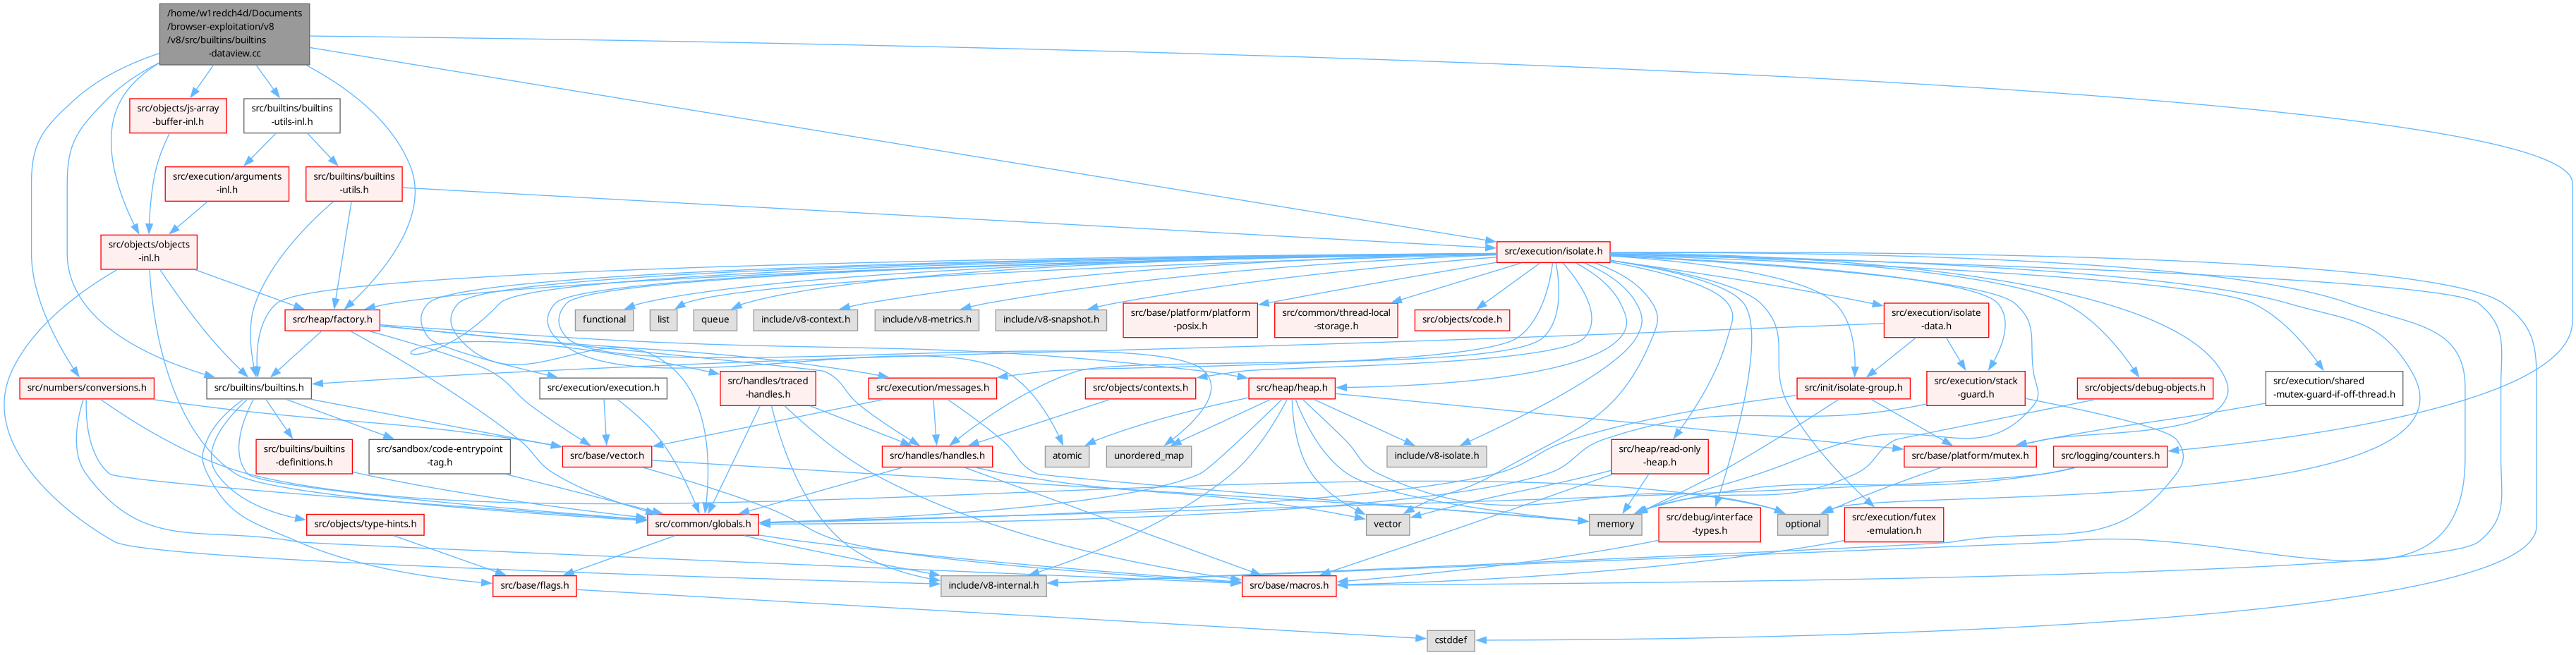 /home/w1redch4d/Documents
/browser-exploitation/v8
/v8/src/builtins/builtins
-dataview.cc
src/objects/js-array
-buffer-inl.h
src/builtins/builtins
-utils-inl.h
src/execution/arguments
-inl.h
src/builtins/builtins
-utils.h
src/objects/objects
-inl.h
src/execution/isolate.h
src/heap/factory.h
functional
list
queue
include/v8-context.h
include/v8-metrics.h
include/v8-snapshot.h
src/base/platform/platform
-posix.h
src/common/thread-local
-storage.h
src/objects/code.h
src/execution/isolate
-data.h
src/numbers/conversions.h
src/builtins/builtins.h
src/execution/execution.h
src/handles/traced
-handles.h
src/execution/messages.h
src/objects/contexts.h
src/heap/heap.h
src/init/isolate-group.h
src/execution/stack
-guard.h
src/objects/debug-objects.h
src/execution/shared
-mutex-guard-if-off-thread.h
src/builtins/builtins
-definitions.h
src/sandbox/code-entrypoint
-tag.h
src/base/vector.h
src/handles/handles.h
atomic
unordered_map
include/v8-isolate.h
src/heap/read-only
-heap.h
src/base/platform/mutex.h
src/logging/counters.h
src/objects/type-hints.h
src/common/globals.h
vector
memory
src/debug/interface
-types.h
optional
src/execution/futex
-emulation.h
src/base/flags.h
include/v8-internal.h
src/base/macros.h
cstddef